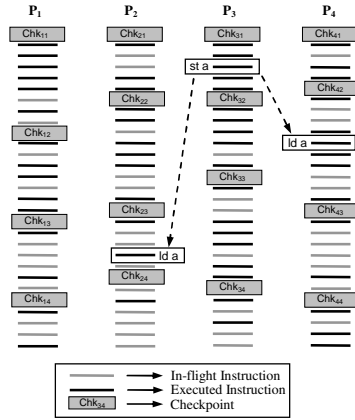 P1 P2 P3 P4
Chk11 Chk21 Chk31 Chk41
st a
Chk42
Chk22 Chk32
Chk12
ld a
Chk33
Chk23 Chk43
Chk13
ld a
Chk24
Chk34
Chk14 Chk44
In-flight Instruction
Executed Instruction
Chk34 Checkpoint